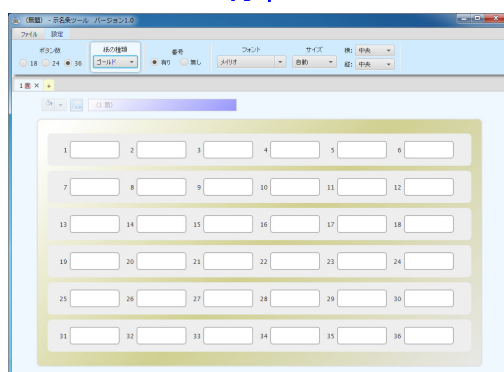 (無題) - 示名条ツール バージョン1.0
ファイル 設定
ボタン数 紙の種類 番号 フォント サイズ 横: 中央
18 24 36 ゴールド 有り 無し メイリオ 自動 縦: 中央
1面 × +
(1 面)
1 2 3 4 5 6
7 8 9 10 11 12
13 14 15 16 17 18
19 20 21 22 23 24
25 26 27 28 29 30
31 32 33 34 35 36